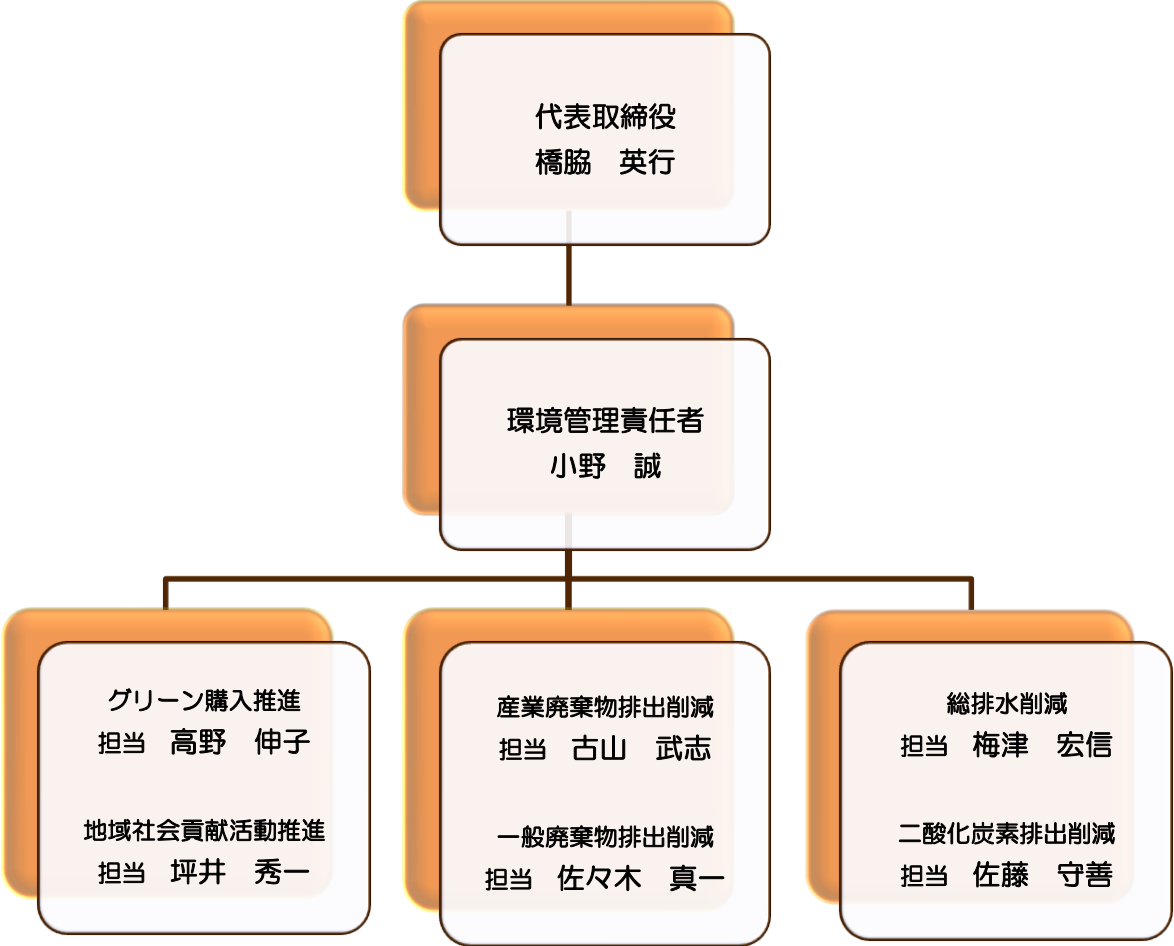 代表取締役
橋脇　英行
環境管理責任者
小野　誠
グリーン購入推進
担当　高野　伸子
地域社会貢献活動推進
担当　坪井　秀一
産業廃棄物排出削減
担当　古山　武志
一般廃棄物排出削減
担当　佐々木　真一
総排水削減
担当　梅津　宏信
二酸化炭素排出削減
担当　佐藤　守善